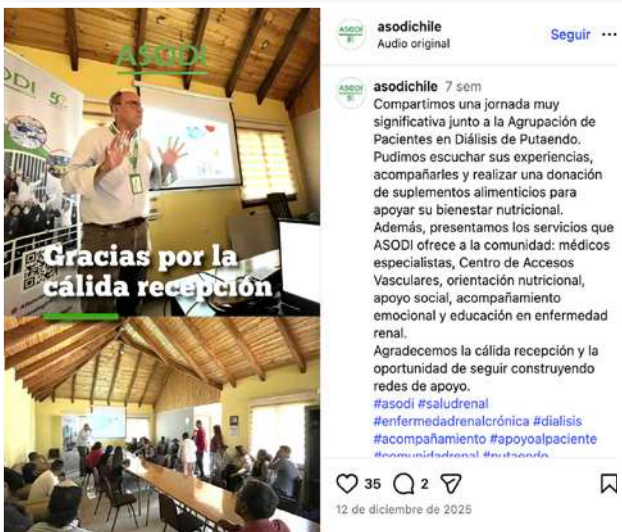 ASODI
Gracias por la
cálida recepción
asodichile
Audio original
Seguir
asodichile 7 sem
Compartimos una jornada muy
significativa junto a la Agrupación de
Pacientes en Diálisis de Putaendo.
Pudimos escuchar sus experiencias,
acompañarles y realizar una donación
de suplementos alimenticios para
apoyar su bienestar nutricional.
Además, presentamos los servicios que
ASODI ofrece a la comunidad: médicos
especialistas, Centro de Accesos
Vasculares, orientación nutricional,
apoyo social, acompañamiento
emocional y educación en enfermedad
renal.
Agradecemos la cálida recepción y la
oportunidad de seguir construyendo
redes de apoyo.
#asodi #saludrenal
#enfermedadrenalcrónica #dialisis
#acompañamiento #apoyoalpaciente
#comunidadrenal #putaendo
35
2
12 de diciembre de 2025